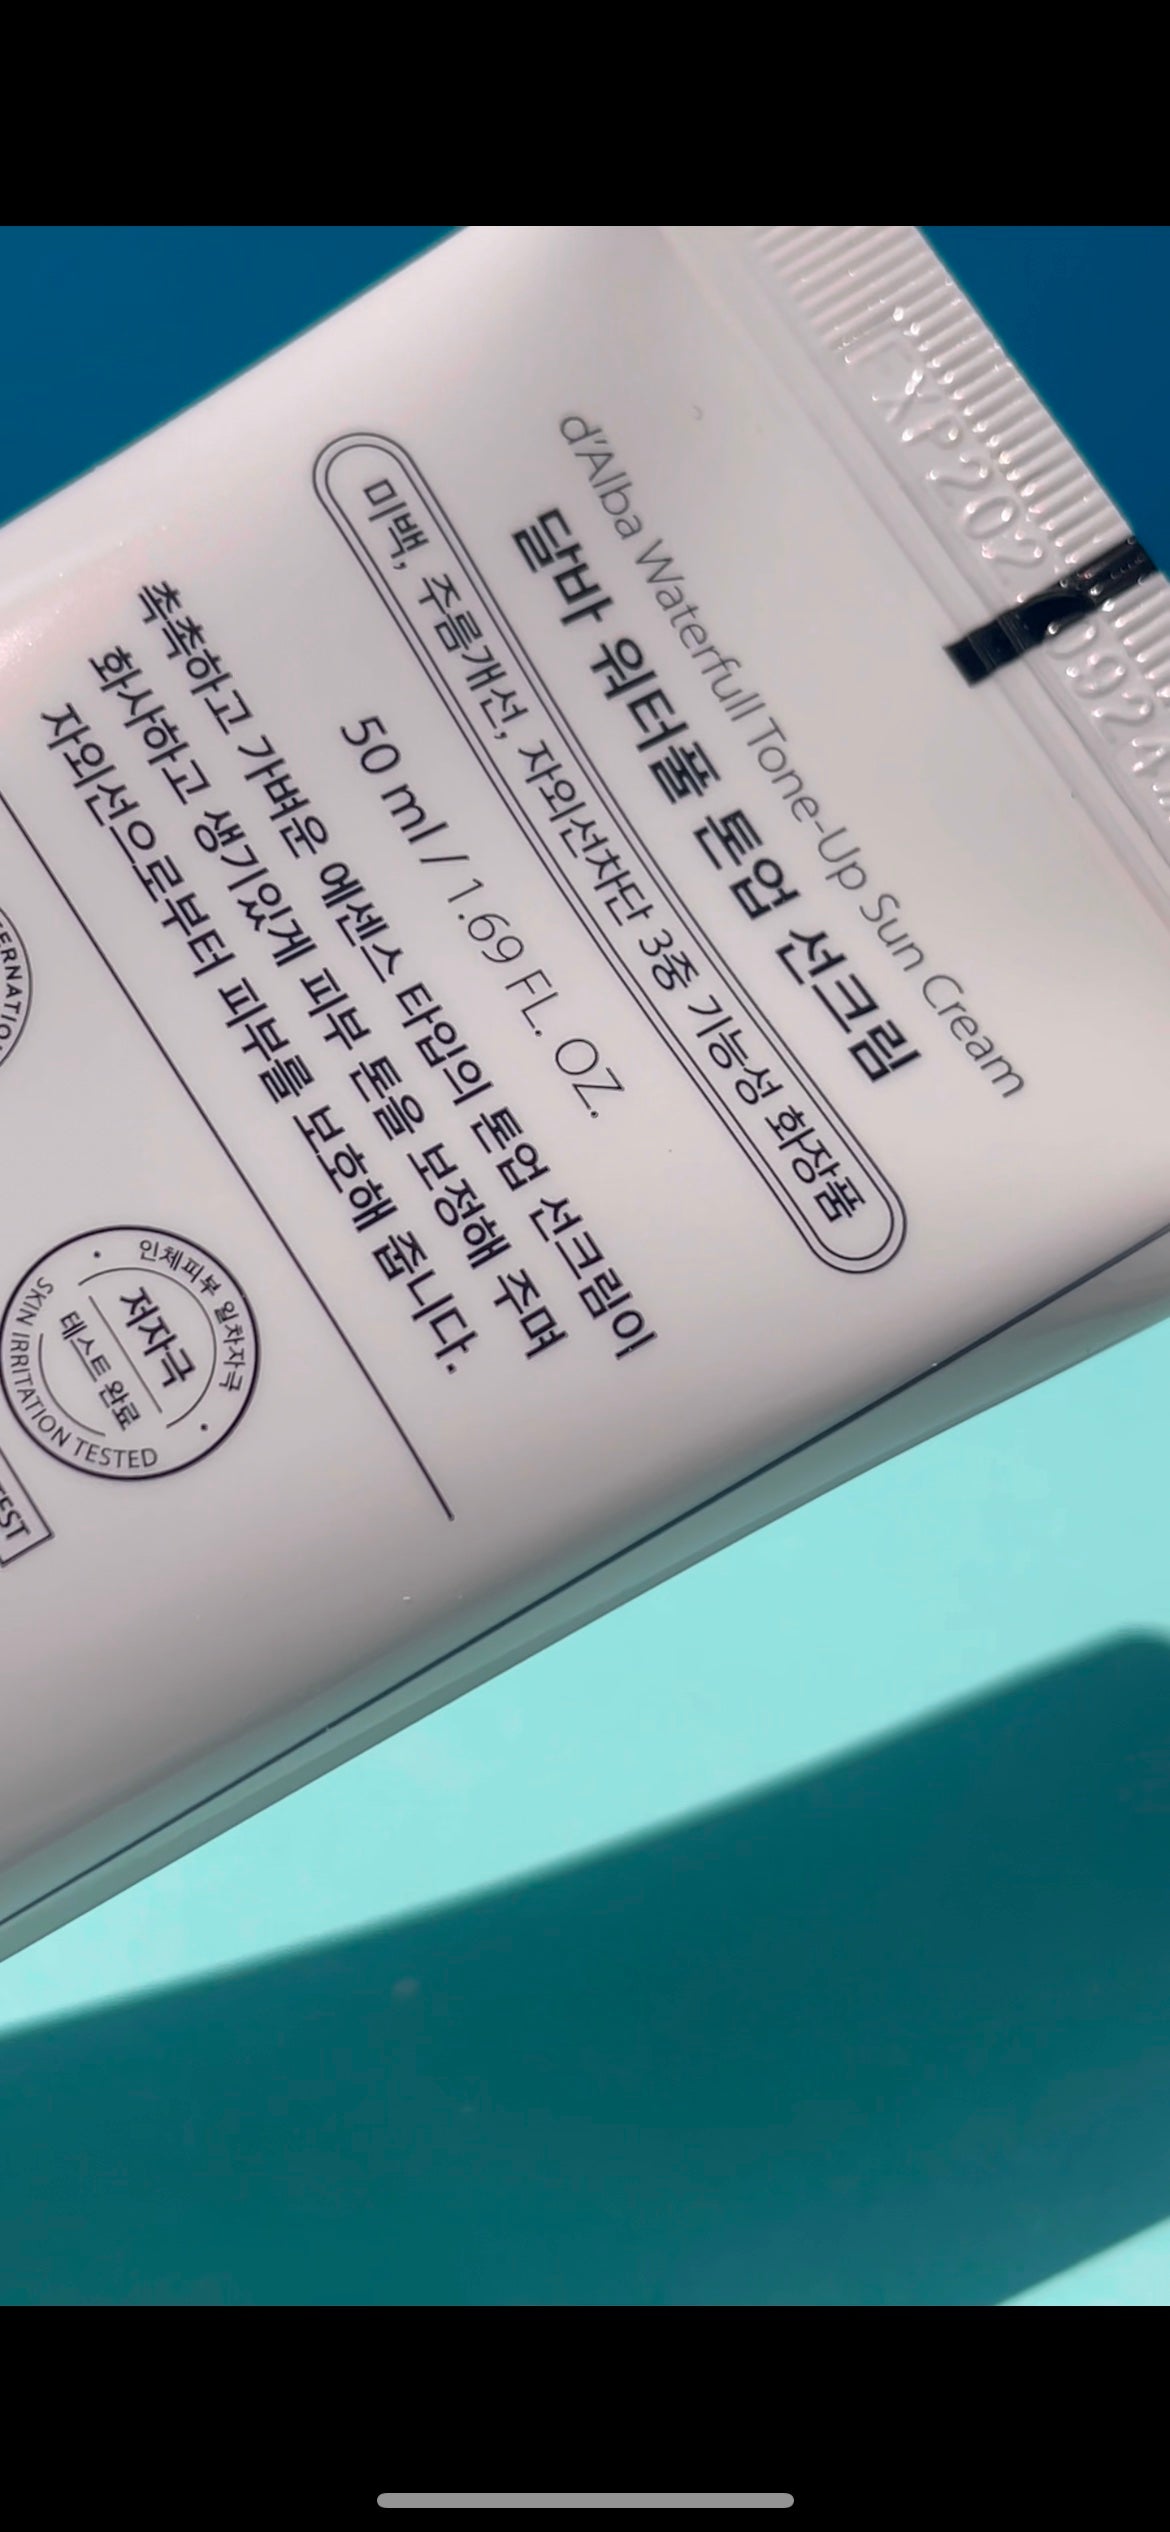 d'Alba Waterfull Tone-Up Sun Cream
달바 워터풀 톤업 선크림
미백, 주름개선, 자외선차단 3중 기능성 화장품
50 ml / 1.69 FL. OZ.
촉촉하고 가벼운 에센스 타입의 톤업 선크림이
화사하고 생기있게 피부 톤을 보정해 주며
자외선으로부터 피부를 보호해 줍니다.
인체피부 일차자극
저자극
테스트 완료
SKIN IRRITATION TESTED